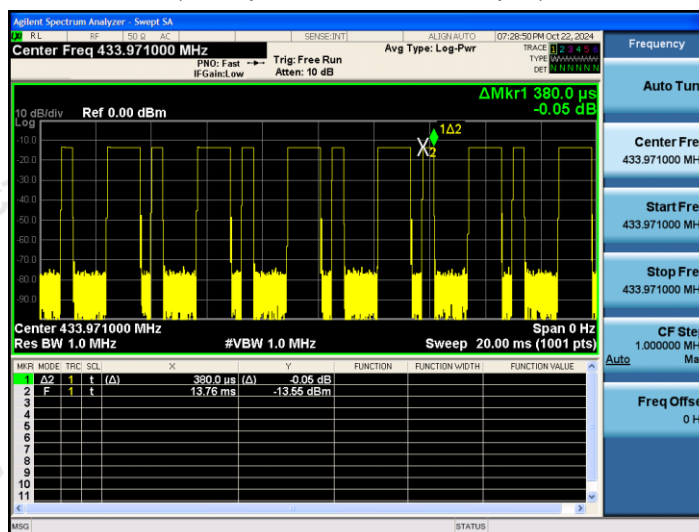 Agilent Spectrum Analyzer - Swept SA
RL RF 50 Ω AC SENSE:INT ALIGN AUTO 07:28:50 PM Oct 22, 2024
Center Freq 433.971000 MHz
Avg Type: Log-Pwr
TRACE 1 2 3 4 5 6
TYPE
DET N N N N N N
PNO: Fast
IFGain:Low
Trig: Free Run
Atten: 10 dB
ΔMkr1 380.0 µs
-0.05 dB
10 dB/div Ref 0.00 dBm
Log
1Δ2
X2
-10.0
-20.0
-30.0
-40.0
-50.0
-60.0
-70.0
-80.0
-90.0
Center 433.971000 MHz Span 0 Hz
Res BW 1.0 MHz #VBW 1.0 MHz Sweep 20.00 ms (1001 pts)
MKR MODE TRC SCL X Y FUNCTION FUNCTION WIDTH FUNCTION VALUE
1 Δ2 1 t (Δ) 380.0 µs (Δ) -0.05 dB
2 F 1 t 13.76 ms -13.55 dBm
3
4
5
6
7
8
9
10
11
MSG STATUS
Frequency
Auto Tun
Center Fre
433.971000 MH
Start Fre
433.971000 MH
Stop Fre
433.971000 MH
CF Ste
1.000000 MH
Auto Ma
Freq Offse
0 H